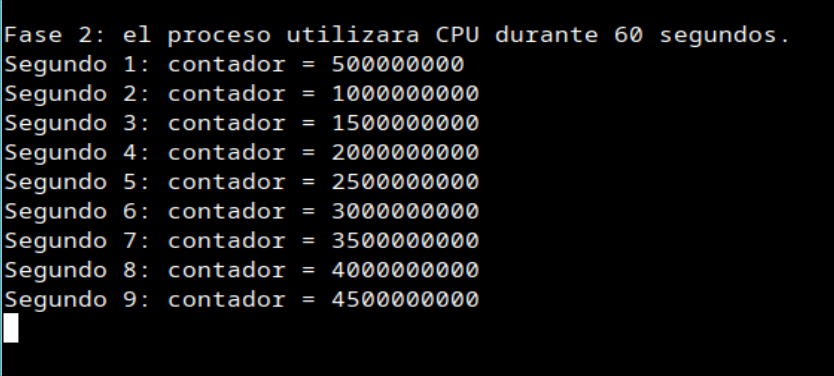 Fase 2: el proceso utilizara CPU durante 60 segundos.
Segundo 1: contador = 500000000
Segundo 2: contador = 1000000000
Segundo 3: contador = 1500000000
Segundo 4: contador = 2000000000
Segundo 5: contador = 2500000000
Segundo 6: contador = 3000000000
Segundo 7: contador = 3500000000
Segundo 8: contador = 4000000000
Segundo 9: contador = 4500000000